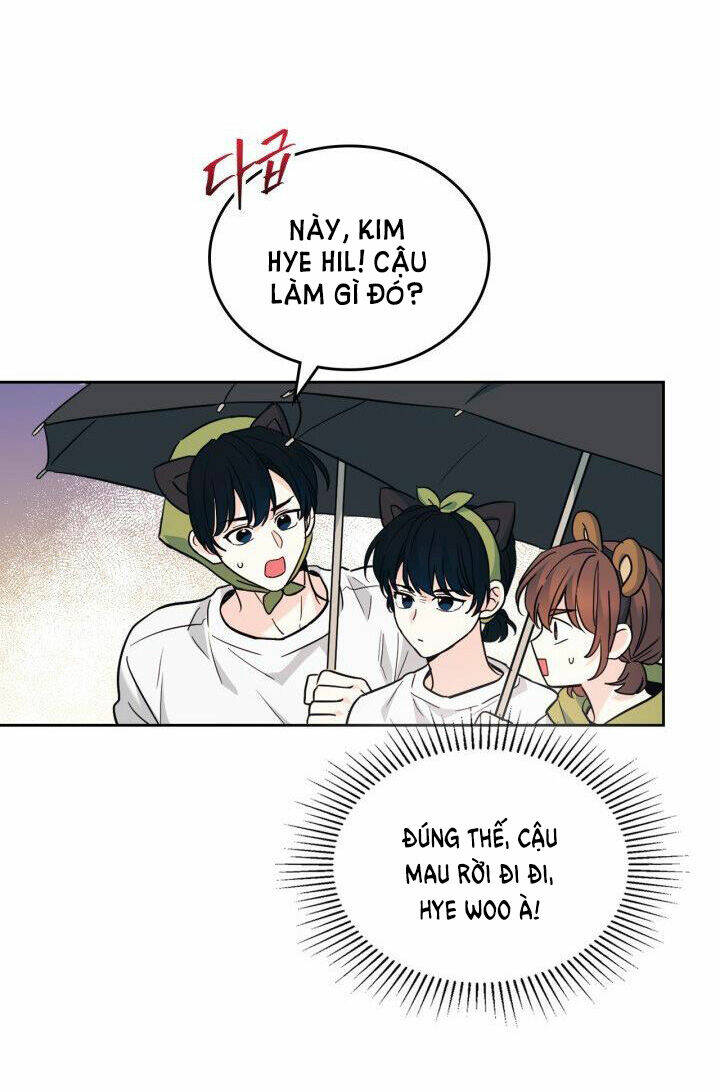 다급
NÀY, KIM
HYE HIL! CẬU
LÀM GÌ ĐÓ?
ĐÚNG THẾ, CẬU
MAU RỜI ĐI ĐI,
HYE WOO À!